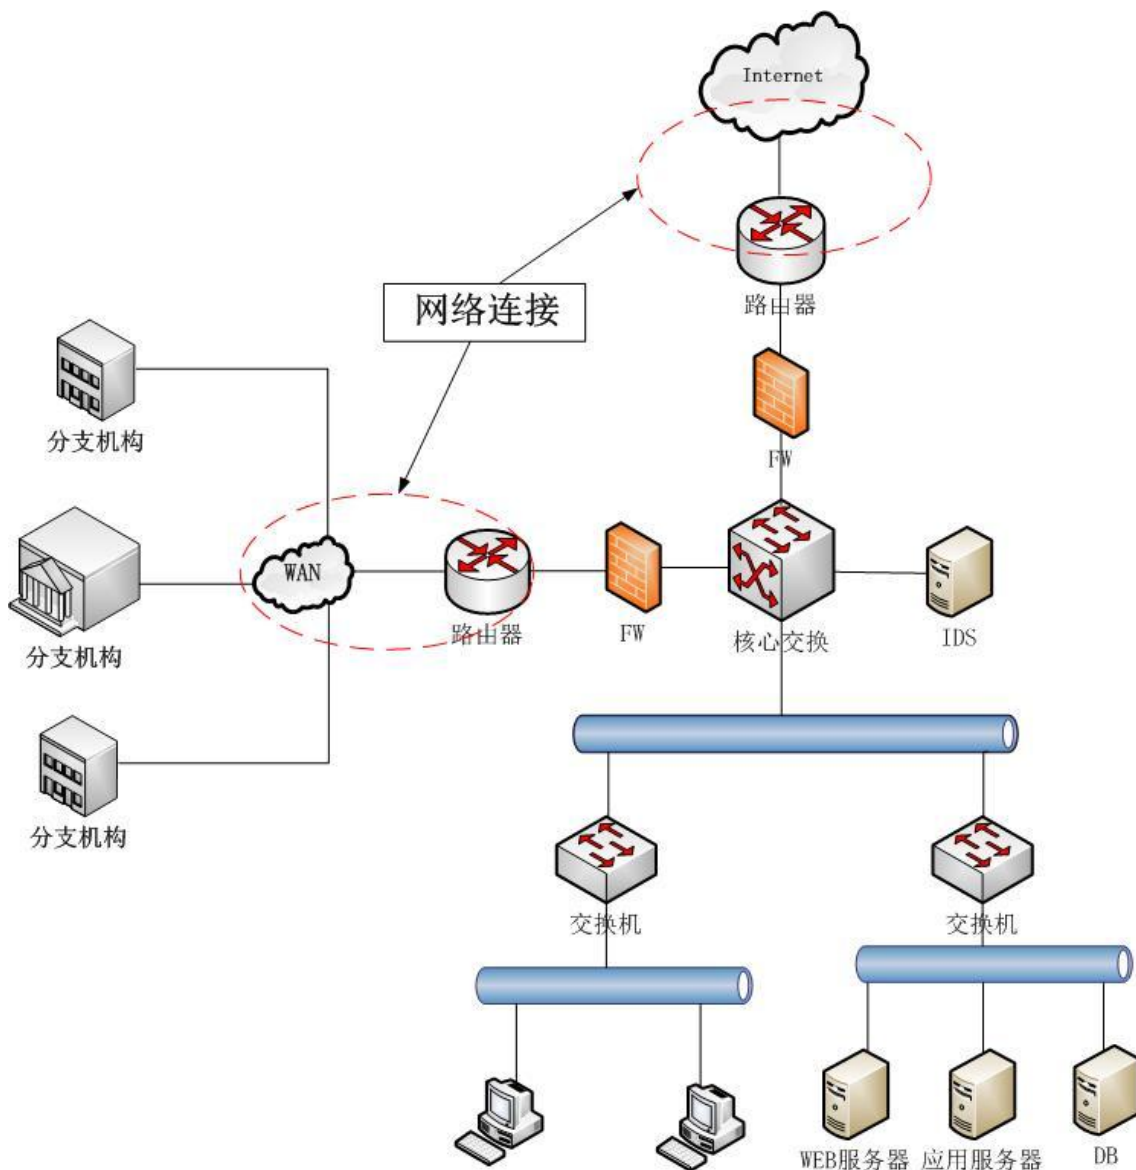 Internet
路由器
网络连接
FW
分支机构
WAN
路由器
FW
核心交换
IDS
分支机构
分支机构
交换机
交换机
WEB服务器
应用服务器
DB